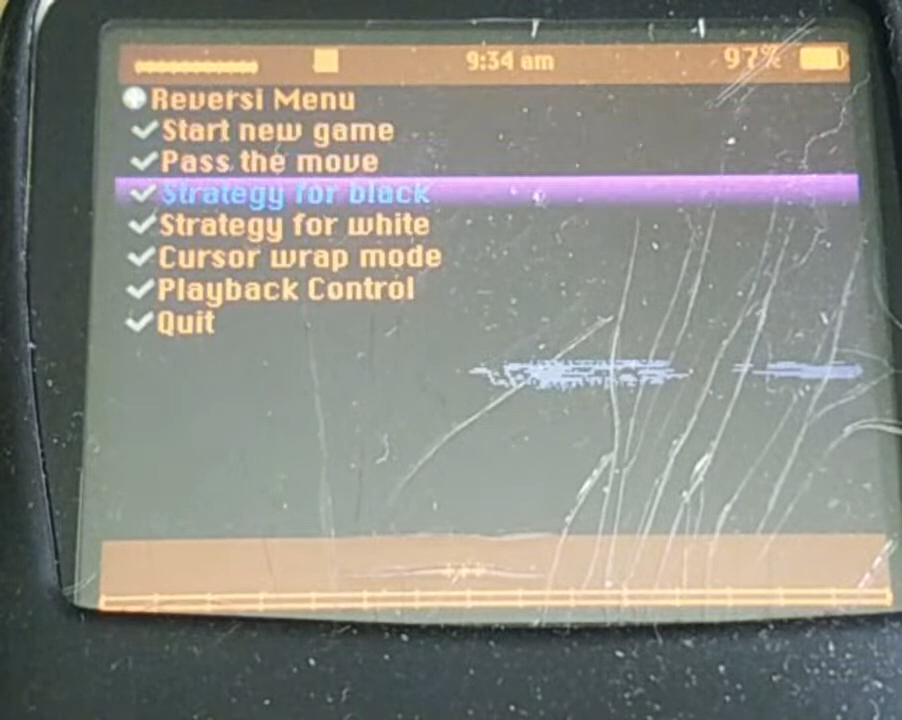 9:34 am 97%
Reversi Menu
Start new game
Pass the move
Strategy for black
Strategy for white
Cursor wrap mode
Playback Control
Quit